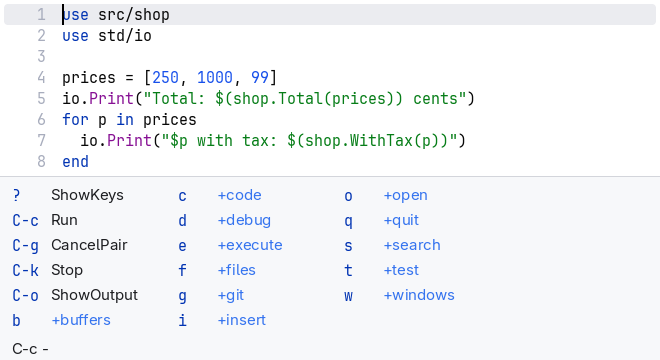 1 use src/shop
2 use std/io
3
4 prices = [250, 1000, 99]
5 io.Print("Total: $(shop.Total(prices)) cents")
6 for p in prices
7   io.Print("$p with tax: $(shop.WithTax(p))")
8 end
? ShowKeys c +code o +open
C-c Run d +debug q +quit
C-g CancelPair e +execute s +search
C-k Stop f +files t +test
C-o ShowOutput g +git w +windows
b +buffers i +insert
C-c -